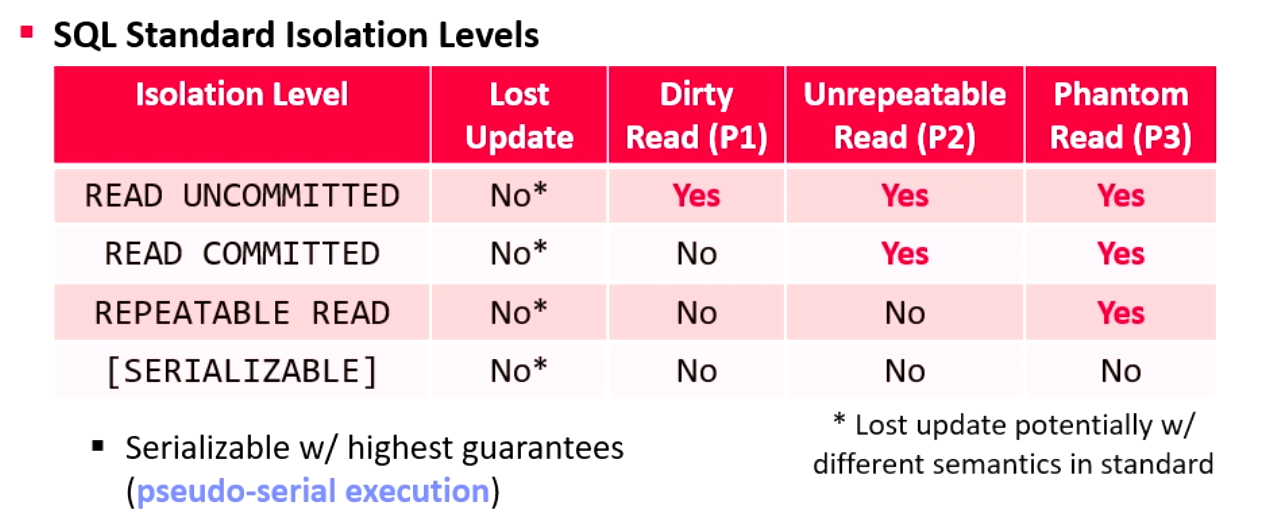 ▪ SQL Standard Isolation Levels
Isolation Level Lost Update Dirty Read (P1) Unrepeatable Read (P2) Phantom Read (P3)
READ UNCOMMITTED No* Yes Yes Yes
READ COMMITTED No* No Yes Yes
REPEATABLE READ No* No No Yes
[SERIALIZABLE] No* No No No
▪ Serializable w/ highest guarantees
(pseudo-serial execution)
* Lost update potentially w/
different semantics in standard